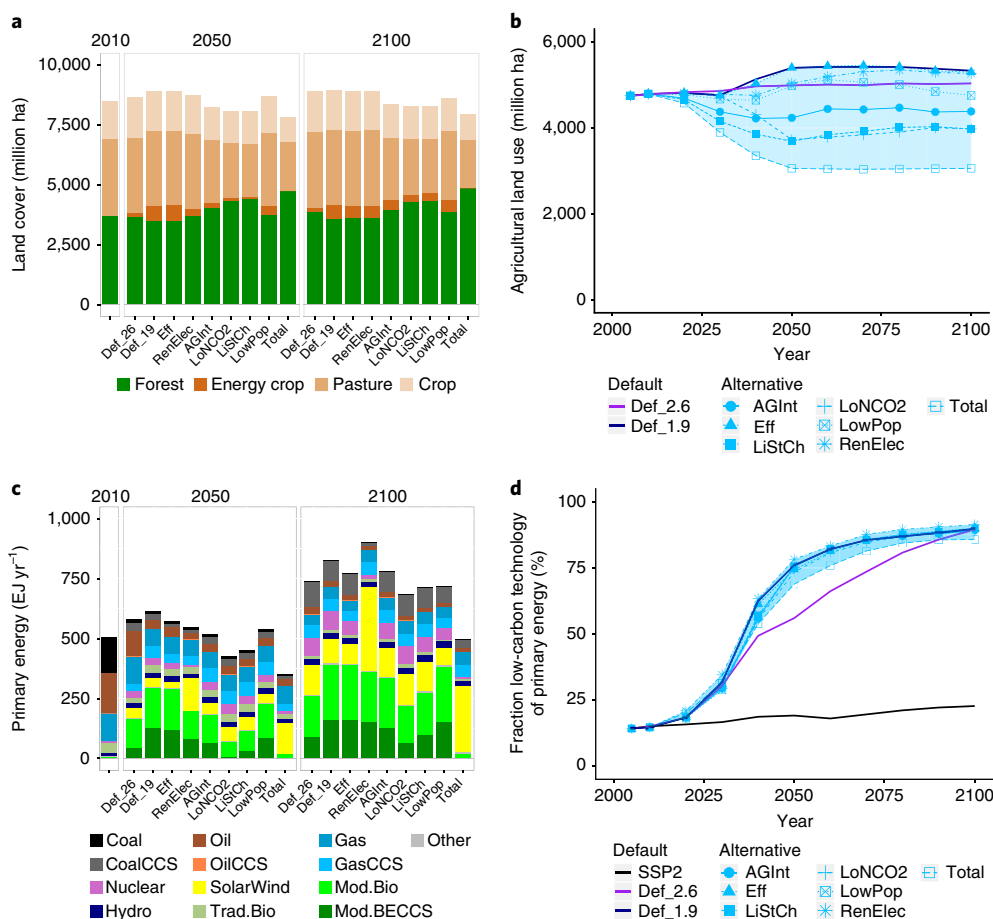 a
2010 2050 2100
10,000
7,500
5,000
2,500
0
Land cover (million ha)
Def_26 Def_19 Eff RenElec AGInt LoNCO2 LiStCh LowPop Total
Def_26 Def_19 Eff RenElec AGInt LoNCO2 LiStCh LowPop Total
Forest Energy crop Pasture Crop
b
6,000
4,000
2,000
0
Agricultural land use (million ha)
2000 2025 2050 2075 2100
Year
Default Alternative
Def_2.6 AGInt LoNCO2 Total
Def_1.9 Eff LowPop
LiStCh RenElec
c
2010 2050 2100
1,000
750
500
250
0
Primary energy (EJ yr⁻¹)
Def_26 Def_19 Eff RenElec AGInt LoNCO2 LiStCh LowPop Total
Def_26 Def_19 Eff RenElec AGInt LoNCO2 LiStCh LowPop Total
Coal Oil Gas Other
CoalCCS OilCCS GasCCS
Nuclear SolarWind Mod.Bio
Hydro Trad.Bio Mod.BECCS
d
100
75
50
25
0
Fraction low-carbon technology
of primary energy (%)
2000 2025 2050 2075 2100
Year
Default Alternative
SSP2 AGInt LoNCO2 Total
Def_2.6 Eff LowPop
Def_1.9 LiStCh RenElec